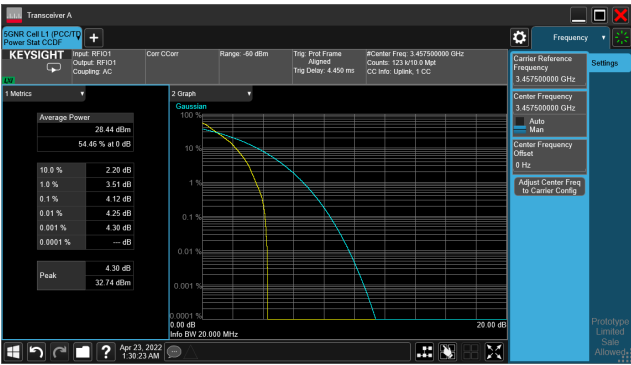 Transceiver A
5GNR Cell L1 (PCC/TD
Power Stat CCDF
Frequency
KEYSIGHT
Input: RFIO1
Output: RFIO1
Coupling: AC
Corr CCorr
Range: -60 dBm
Trig: Prot Frame
Aligned
Trig Delay: 4.450 ms
#Center Freq: 3.457500000 GHz
Counts: 123 k/10.0 Mpt
CC Info: Uplink, 1 CC
LVI
1 Metrics
Average Power
28.44 dBm
54.46 % at 0 dB
10.0 % 2.20 dB
1.0 % 3.51 dB
0.1 % 4.12 dB
0.01 % 4.25 dB
0.001 % 4.30 dB
0.0001 % --- dB
Peak
4.30 dB
32.74 dBm
2 Graph
Gaussian
100 %
10 %
1 %
0.1 %
0.01 %
0.001 %
0.0001 %
0.00 dB
20.00 dB
Info BW 20.000 MHz
Carrier Reference
Frequency
3.457500000 GHz
Center Frequency
3.457500000 GHz
Auto
Man
Center Frequency
Offset
0 Hz
Adjust Center Freq
to Carrier Config
Settings
Prototype
Limited
Sale
Allowed
Apr 23, 2022
1:30:23 AM